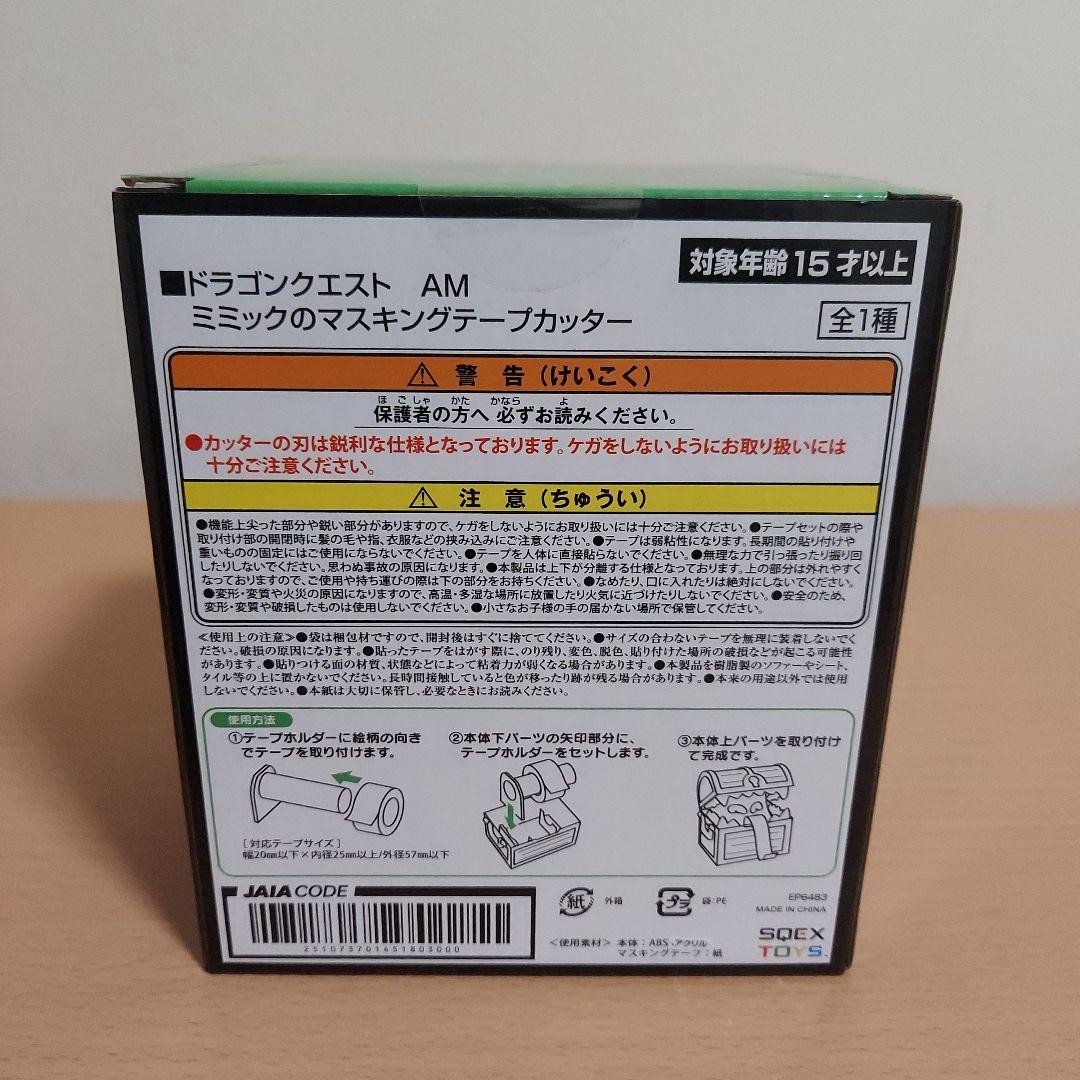 対象年齢15才以上
■ドラゴンクエスト AM
ミミックのマスキングテープカッター
全1種
⚠ 警 告 (けいこく)
ほごしゃ かた かなら よ
保護者の方へ 必ずお読みください。
●カッターの刃は鋭利な仕様となっております。ケガをしないようにお取り扱いには
十分ご注意ください。
⚠ 注 意 (ちゅうい)
●機能上尖った部分や鋭い部分がありますので、ケガをしないようにお取り扱いには十分ご注意ください。●テープセットの際や
取り付け部の開閉時に髪の毛や指、衣服などの挟み込みにご注意ください。●テープは弱粘性になります。長期間の貼り付けや
重いものの固定にはご使用にならないでください。●テープを人体に直接貼らないでください。●無理な力で引っ張ったり振り回
したりしないでください。思わぬ事故の原因になります。●本製品は上下が分離する仕様となっております。上の部分は外れやすく
なっておりますので、ご使用や持ち運びの際は下の部分をお持ちください。●なめたり、口に入れたりは絶対にしないでください。
●変形・変質や火災の原因になりますので、高温・多湿な場所に放置したり火気に近づけたりしないでください。●安全のため、
変形・変質や破損したものは使用しないでください。●小さなお子様の手の届かない場所で保管してください。
≪使用上の注意≫●袋は梱包材ですので、開封後はすぐに捨ててください。●サイズの合わないテープを無理に装着しないでく
ださい。破損の原因になります。●貼ったテープをはがす際に、のり残り、変色、脱色、貼り付けた場所の破損などが起こる可能性
があります。●貼りつける面の材質、状態などによって粘着力が弱くなる場合があります。●本製品を樹脂製のソファーやシート、
タイル等の上に置かないでください。長時間接触していると色が移ったり跡が残る場合があります。●本来の用途以外では使用
しないでください。●本紙は大切に保管し、必要なときにお読みください。
使用方法
①テープホルダーに絵柄の向き
でテープを取り付けます。
②本体下パーツの矢印部分に、
テープホルダーをセットします。
③本体上パーツを取り付け
て完成です。
[対応テープサイズ]
幅20mm以下×内径25mm以上/外径57mm以下
JAIA CODE
251073701451803000
紙 外箱
プラ 袋:PE
EP6483
MADE IN CHINA
≪使用素材≫ 本体:ABS、アクリル
マスキングテープ:紙
SQEX
TOYS